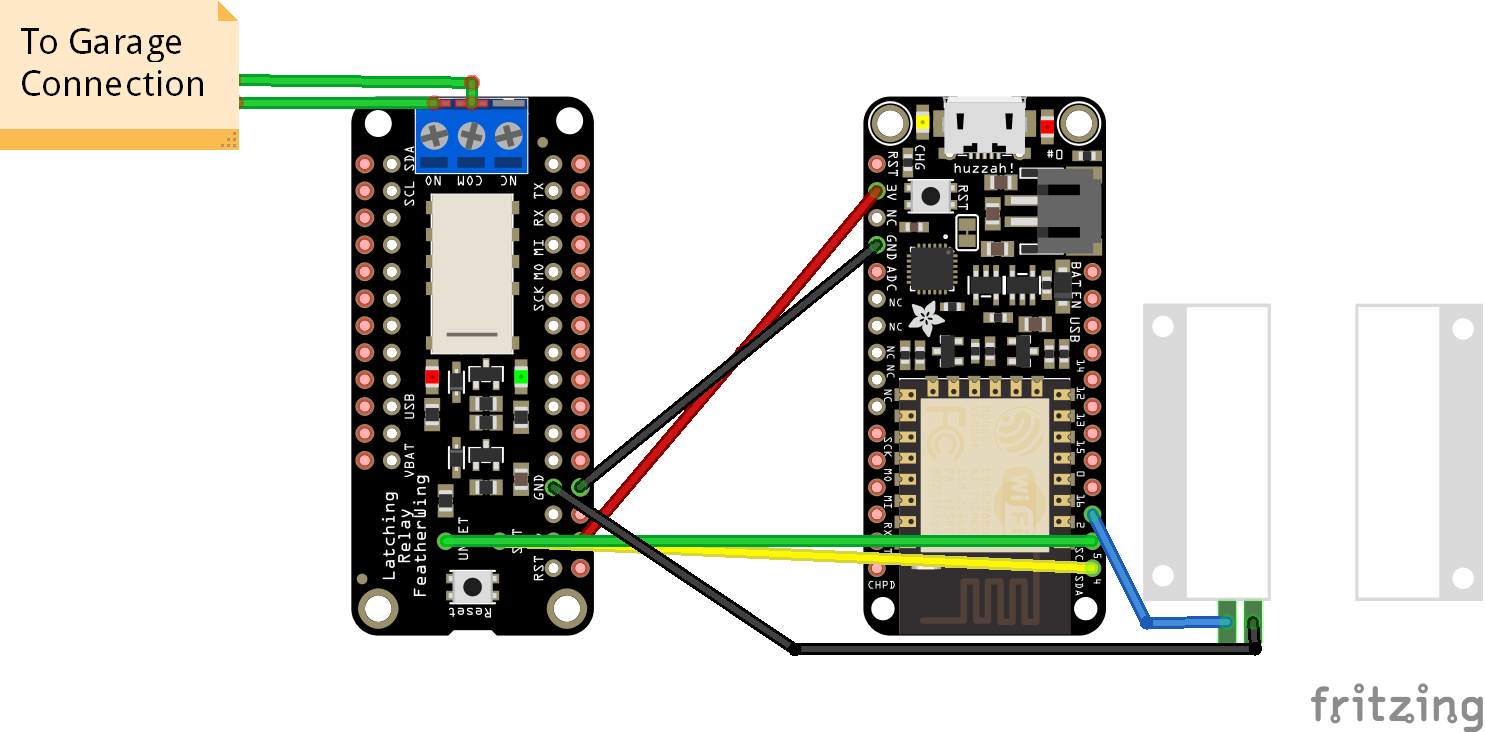 To Garage
Connection
NO COM NC
SDA
SCL
USB
VBAT
TX
RX
MI
MO
SCK
GND
RST
Latching
Relay
Featherwing
UNSET
SET
Reset
huzzah!
CHG
#0
RST
RST
3V
NC
GND
ADC
NC
NC
NC
NC
NC
SCK
MO
MI
RX
CHPD
BAT
EN
USB
14
12
13
15
0
16
2
5
SCL
4
SDA
FC
WiFi
fritzing